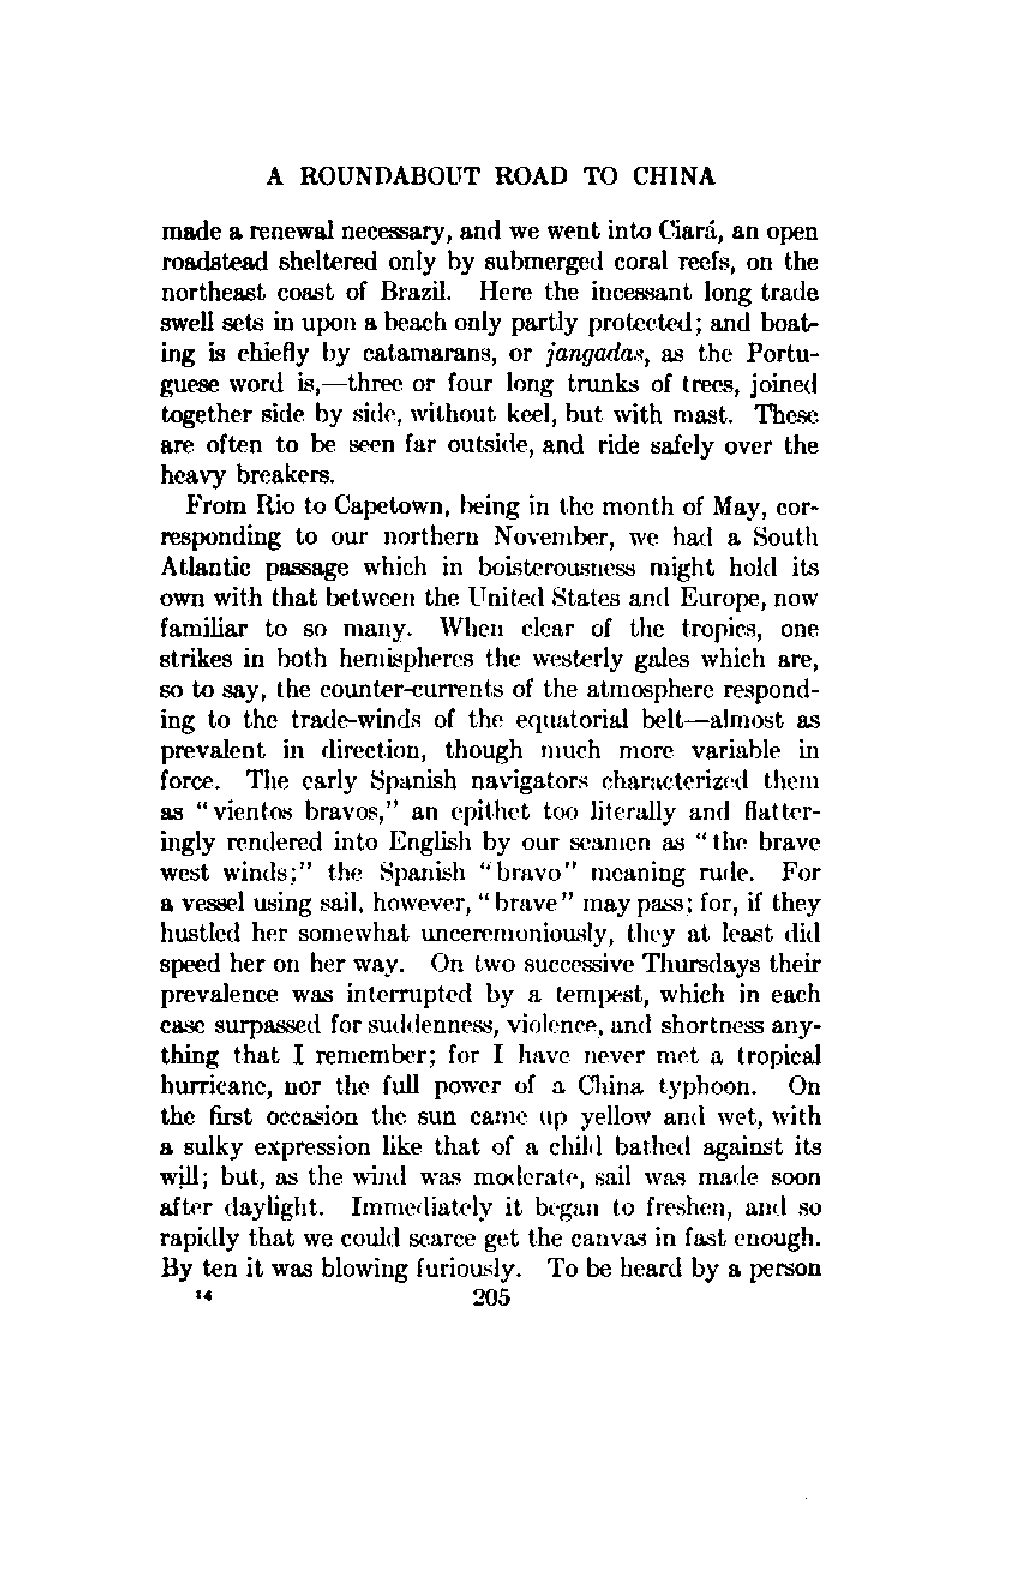 A ROUNDABOUT ROAD TO CHINA
made a renewal necessary, and we went into Ciará, an open
roadstead sheltered only by submerged coral reefs, on the
northeast coast of Brazil. Here the incessant long trade
swell sets in upon a beach only partly protected; and boat-
ing is chiefly by catamarans, or jangadas, as the Portu-
guese word is,—three or four long trunks of trees, joined
together side by side, without keel, but with mast. These
are often to be seen far outside, and ride safely over the
heavy breakers.
From Rio to Capetown, being in the month of May, cor-
responding to our northern November, we had a South
Atlantic passage which in boisterousness might hold its
own with that between the United States and Europe, now
familiar to so many. When clear of the tropics, one
strikes in both hemispheres the westerly gales which are,
so to say, the counter-currents of the atmosphere respond-
ing to the trade-winds of the equatorial belt—almost as
prevalent in direction, though much more variable in
force. The early Spanish navigators characterized them
as "vientos bravos," an epithet too literally and flatter-
ingly rendered into English by our seamen as "the brave
west winds;" the Spanish "bravo" meaning rude. For
a vessel using sail, however, "brave" may pass; for, if they
hustled her somewhat unceremoniously, they at least did
speed her on her way. On two successive Thursdays their
prevalence was interrupted by a tempest, which in each
case surpassed for suddenness, violence, and shortness any-
thing that I remember; for I have never met a tropical
hurricane, nor the full power of a China typhoon. On
the first occasion the sun came up yellow and wet, with
a sulky expression like that of a child bathed against its
will; but, as the wind was moderate, sail was made soon
after daylight. Immediately it began to freshen, and so
rapidly that we could scarce get the canvas in fast enough.
By ten it was blowing furiously. To be heard by a person
14 205